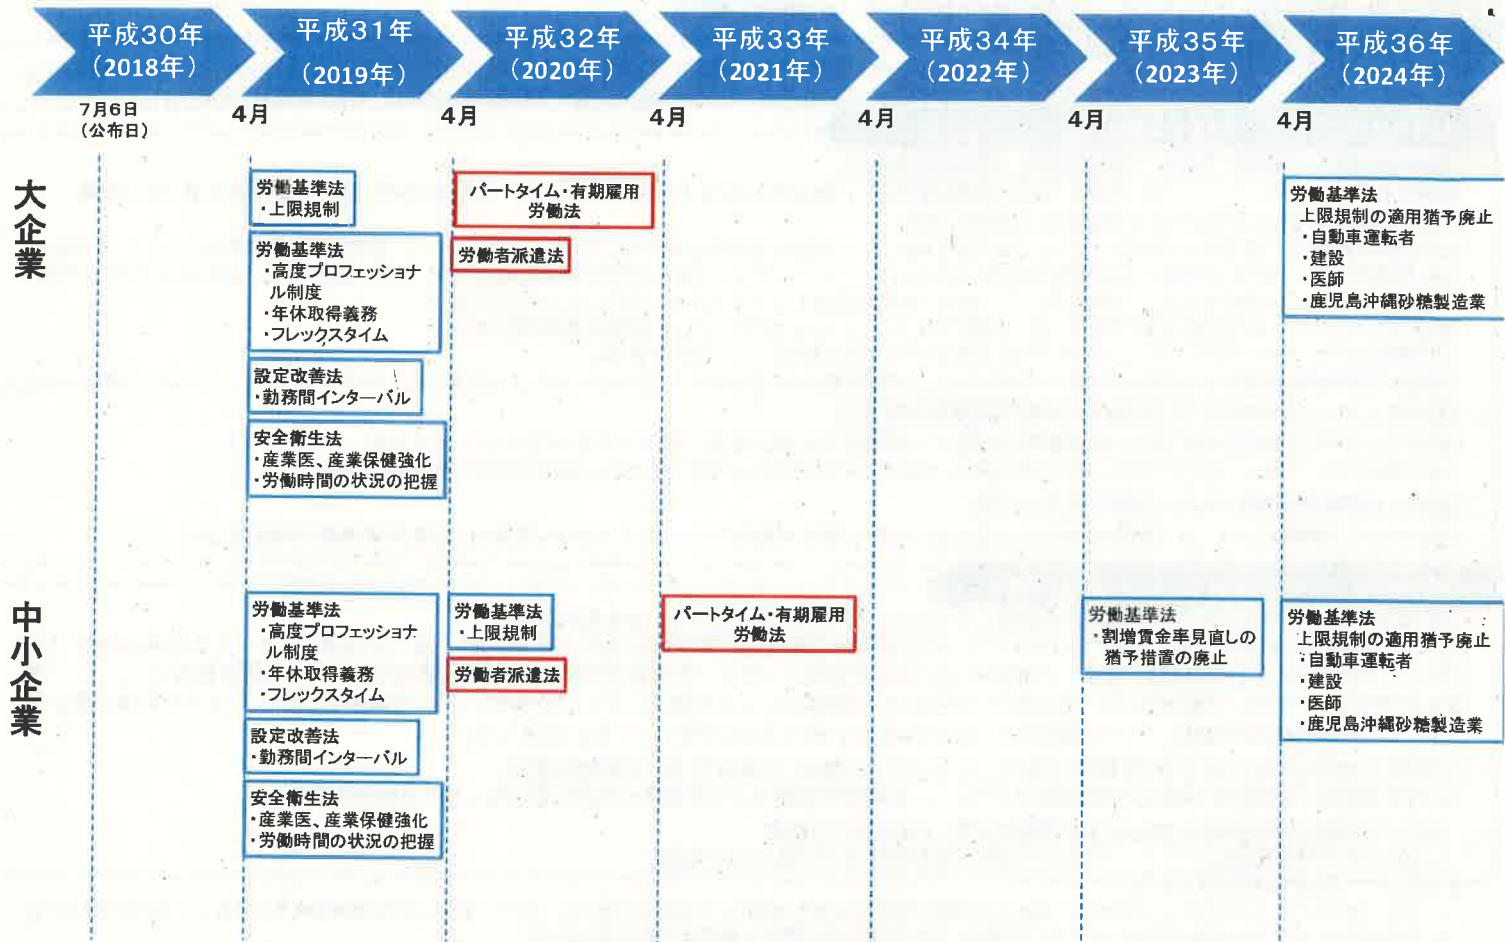 平成30年
（2018年）
平成31年
（2019年）
平成32年
（2020年）
平成33年
（2021年）
平成34年
（2022年）
平成35年
（2023年）
平成36年
（2024年）
7月6日
（公布日）
4月
4月
4月
4月
4月
4月
大企業
労働基準法
・上限規制
労働基準法
・高度プロフェッショナ
ル制度
・年休取得義務
・フレックスタイム
設定改善法
・勤務間インターバル
安全衛生法
・産業医、産業保健強化
・労働時間の状況の把握
パートタイム・有期雇用
労働法
労働者派遣法
労働基準法
上限規制の適用猶予廃止
・自動車運転者
・建設
・医師
・鹿児島沖縄砂糖製造業
中小企業
労働基準法
・高度プロフェッショナ
ル制度
・年休取得義務
・フレックスタイム
設定改善法
・勤務間インターバル
安全衛生法
・産業医、産業保健強化
・労働時間の状況の把握
労働基準法
・上限規制
労働者派遣法
パートタイム・有期雇用
労働法
労働基準法
・割増賃金率見直しの
猶予措置の廃止
労働基準法
上限規制の適用猶予廃止
・自動車運転者
・建設
・医師
・鹿児島沖縄砂糖製造業